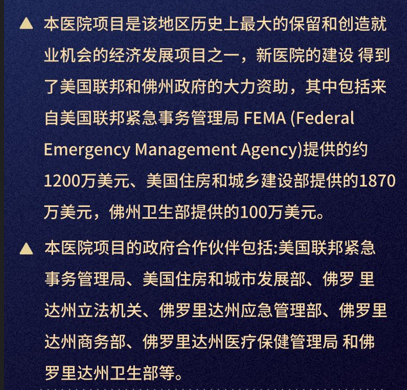 ▲ 本医院项目是该地区历史上最大的保留和创造就
业机会的经济发展项目之一，新医院的建设 得到
了美国联邦和佛州政府的大力资助，其中包括来
自美国联邦紧急事务管理局 FEMA (Federal
Emergency Management Agency)提供的约
1200万美元、美国住房和城乡建设部提供的1870
万美元，佛州卫生部提供的100万美元。
▲ 本医院项目的政府合作伙伴包括:美国联邦紧急
事务管理局、美国住房和城市发展部、佛罗 里
达州立法机关、佛罗里达州应急管理部、佛罗里
达州商务部、佛罗里达州医疗保健管理局 和佛
罗里达州卫生部等。